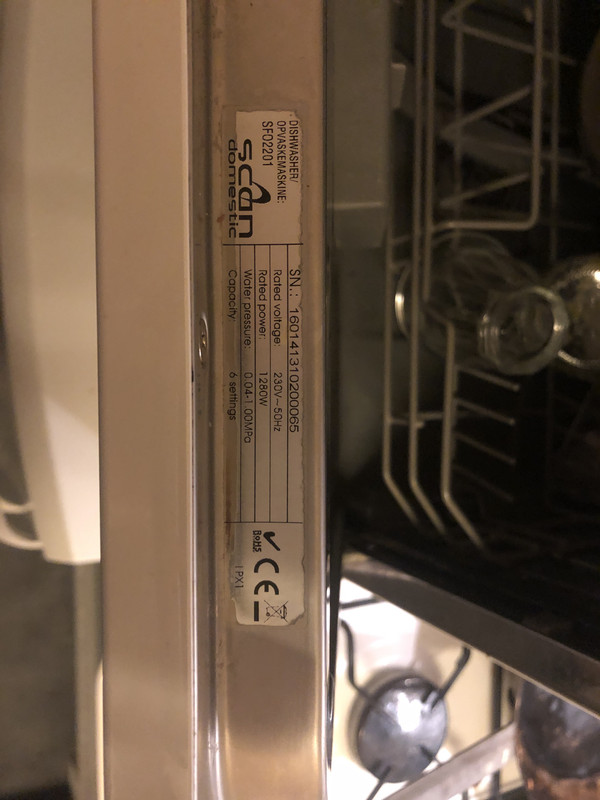 DISHWASHER/
OPVASKEMASKINE:
SFO2201
scan
domestic
SN.: 160141310200065
Rated voltage: 230V~50Hz
Rated power: 1280W
Water pressure: 0.04-1.00MPa
Capacity: 6 settings
RoHS
CE
IPX1